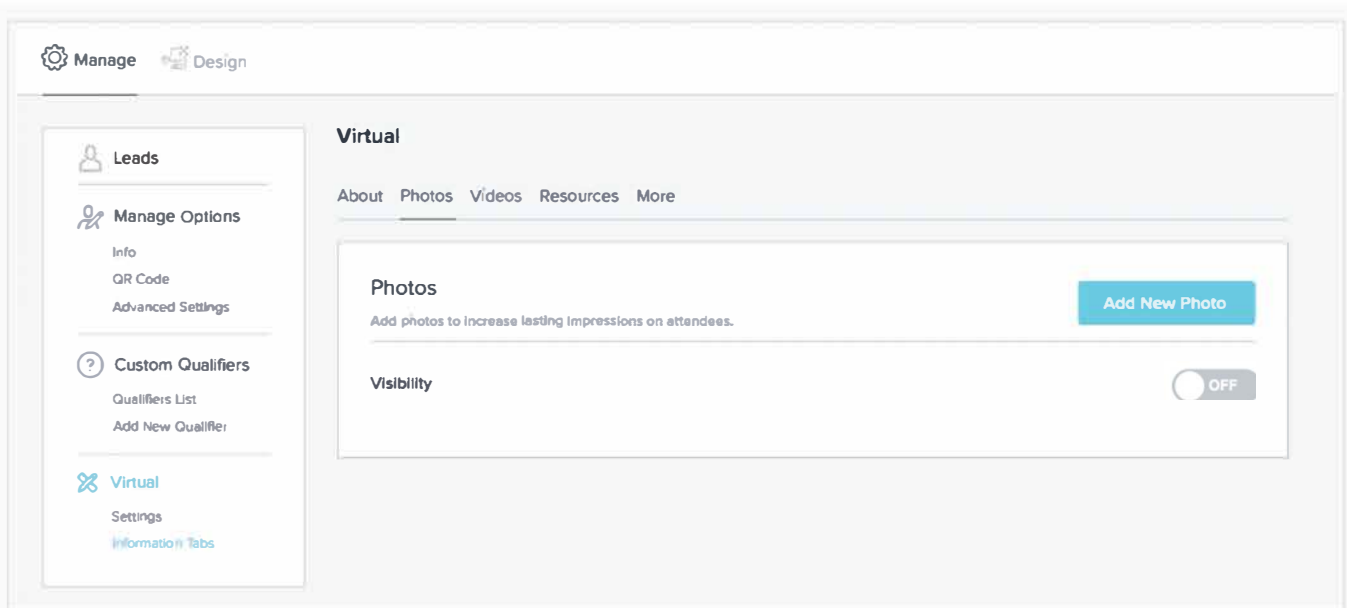 Manage Design
Leads
Manage Options
Info
QR Code
Advanced Settings
?
Custom Qualifiers
Qualifiers List
Add New Qualifier
Virtual
Settings
Information Tabs
Virtual
About Photos Videos Resources More
Photos
Add New Photo
Add photos to increase lasting impressions on attendees.
Visibility
OFF